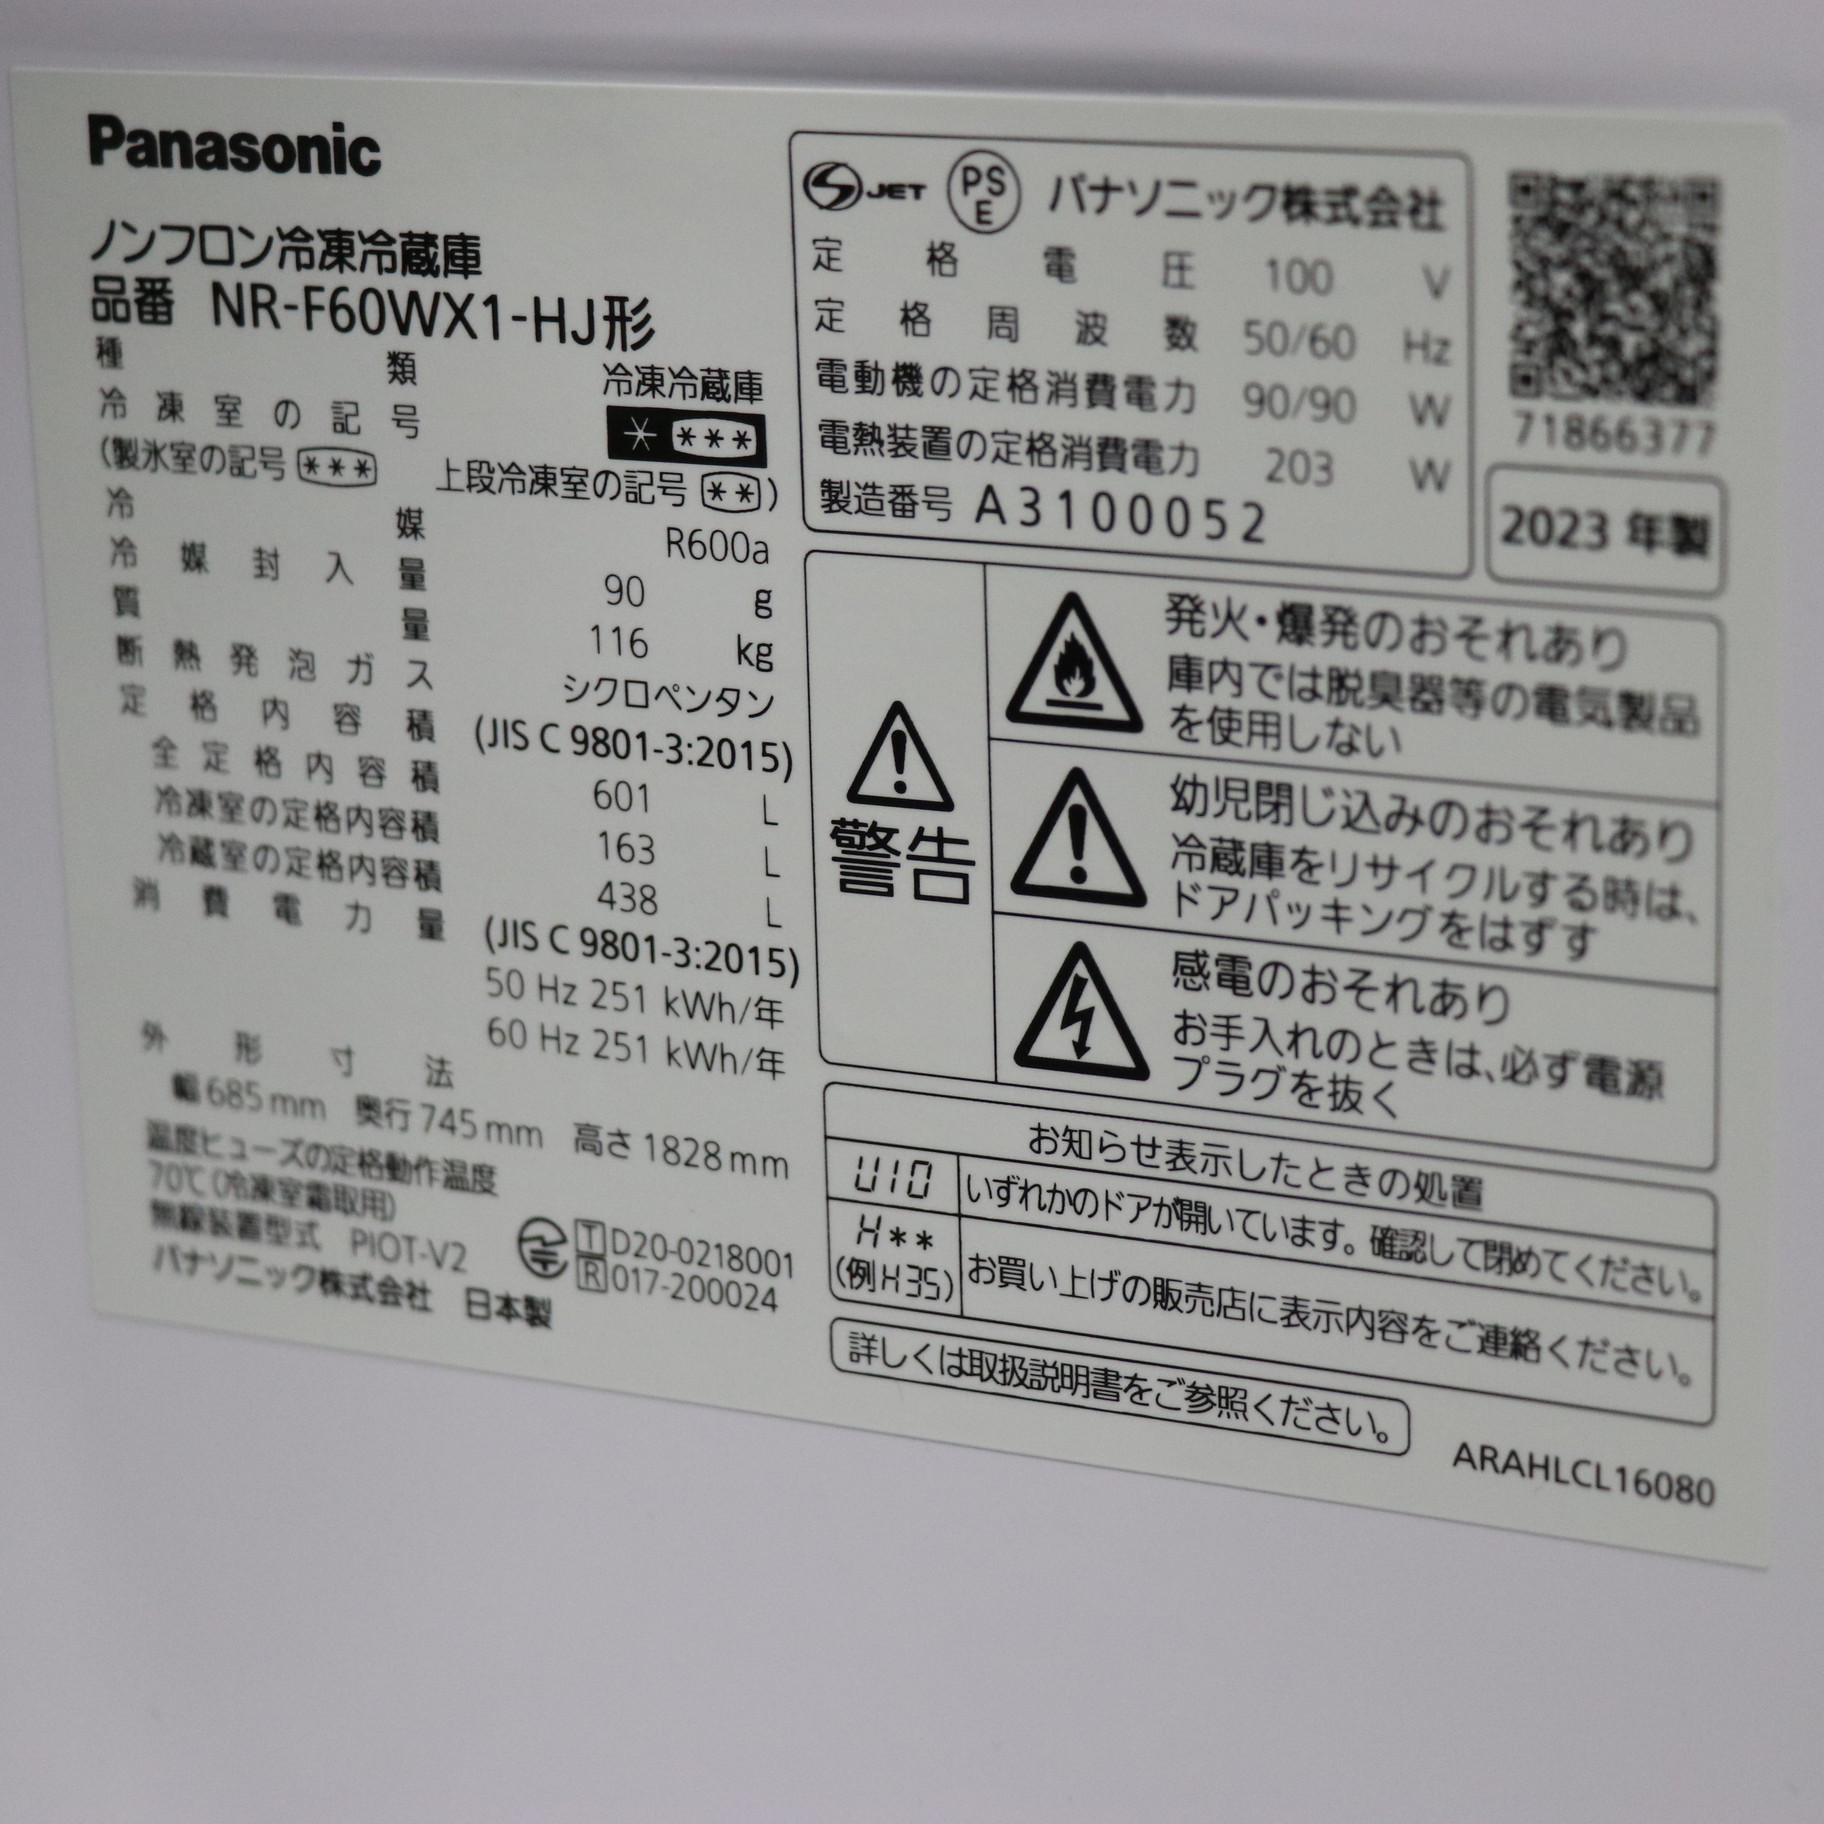 Panasonic
ノンフロン冷凍冷蔵庫
品番 NR-F60WX1-HJ形
種類 冷凍冷蔵庫
冷凍室の記号 * ***
(製氷室の記号 *** 上段冷凍室の記号 **)
冷媒 R600a
冷媒封入量 90 g
質量 116 kg
断熱発泡ガス シクロペンタン
定格内容積 (JIS C 9801-3:2015)
全定格内容積 601 L
冷凍室の定格内容積 163 L
冷蔵室の定格内容積 438 L
消費電力量 (JIS C 9801-3:2015)
50 Hz 251 kWh/年
60 Hz 251 kWh/年
外形寸法
幅685mm 奥行745mm 高さ1828mm
温度ヒューズの定格動作温度
70℃(冷凍室霜取用)
無線装置型式 PIOT-V2
T D20-0218001
R 017-200024
パナソニック株式会社 日本製
S JET PSE パナソニック株式会社
定格電圧 100 V
定格周波数 50/60 Hz
電動機の定格消費電力 90/90 W
電熱装置の定格消費電力 203 W
製造番号 A3100052
71866377
2023年製
警告
発火・爆発のおそれあり
庫内では脱臭器等の電気製品
を使用しない
幼児閉じ込みのおそれあり
冷蔵庫をリサイクルする時は、
ドアパッキングをはずす
感電のおそれあり
お手入れのときは、必ず電源
プラグを抜く
お知らせ表示したときの処置
U10 いずれかのドアが開いています。確認して閉めてください。
H**
(例H35) お買い上げの販売店に表示内容をご連絡ください。
詳しくは取扱説明書をご参照ください。
ARAHLCL16080